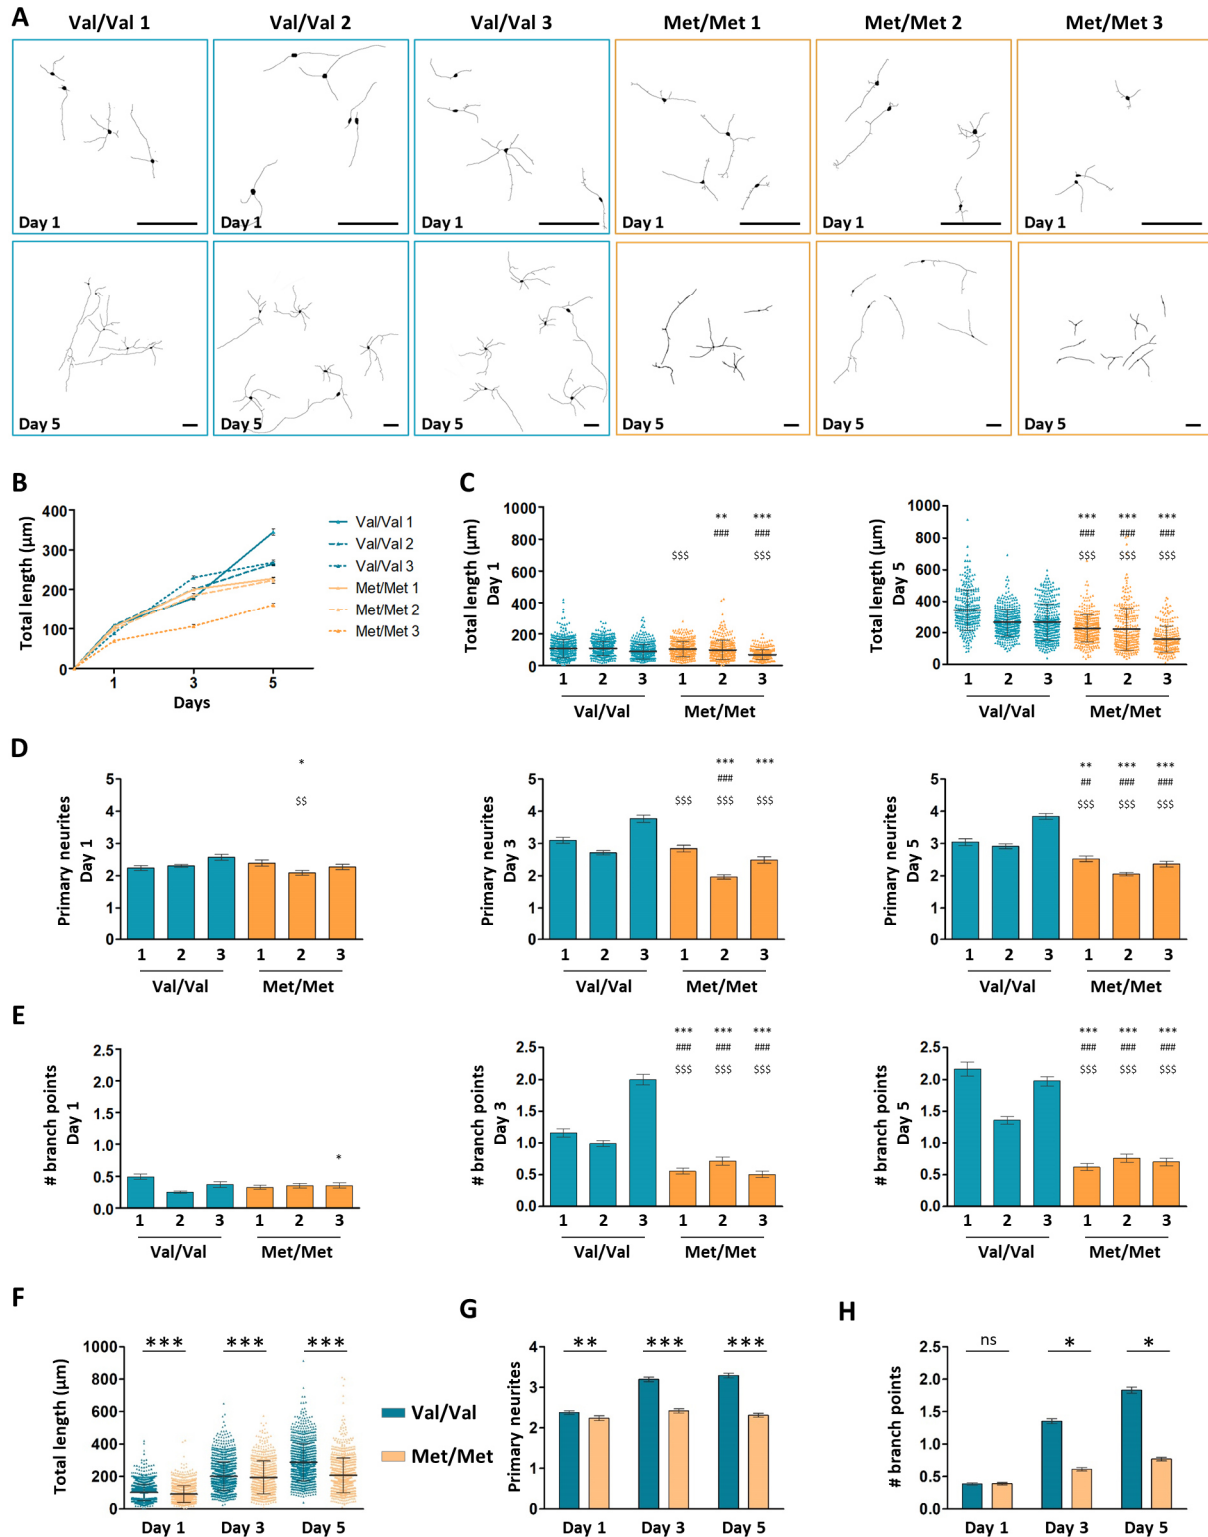 A
Val/Val 1
Val/Val 2
Val/Val 3
Met/Met 1
Met/Met 2
Met/Met 3
Day 1
Day 1
Day 1
Day 1
Day 1
Day 1
Day 5
Day 5
Day 5
Day 5
Day 5
Day 5
B
Total length (µm)
400
300
200
100
0
1
3
5
Days
Val/Val 1
Val/Val 2
Val/Val 3
Met/Met 1
Met/Met 2
Met/Met 3
C
Total length (µm)
Day 1
1000
800
600
400
200
0
** ***
### ###
$$$ $$$
1 2 3 1 2 3
Val/Val Met/Met
Total length (µm)
Day 5
1000
800
600
400
200
0
*** *** ***
### ### ###
$$$ $$$ $$$
1 2 3 1 2 3
Val/Val Met/Met
D
Primary neurites
Day 1
5
4
3
2
1
0
*
$$
1 2 3 1 2 3
Val/Val Met/Met
Primary neurites
Day 3
5
4
3
2
1
0
*** ***
###
$$$ $$$ $$$
1 2 3 1 2 3
Val/Val Met/Met
Primary neurites
Day 5
5
4
3
2
1
0
** *** ***
## ### ###
$$$ $$$ $$$
1 2 3 1 2 3
Val/Val Met/Met
E
# branch points
Day 1
2.5
2.0
1.5
1.0
0.5
0.0
*
1 2 3 1 2 3
Val/Val Met/Met
# branch points
Day 3
2.5
2.0
1.5
1.0
0.5
0.0
*** *** ***
### ### ###
$$$ $$$ $$$
1 2 3 1 2 3
Val/Val Met/Met
# branch points
Day 5
2.5
2.0
1.5
1.0
0.5
0.0
*** *** ***
### ### ###
$$$ $$$ $$$
1 2 3 1 2 3
Val/Val Met/Met
F
Total length (µm)
1000
800
600
400
200
0
*** *** ***
Day 1 Day 3 Day 5
Val/Val
Met/Met
G
Primary neurites
4
3
2
1
0
** *** ***
Day 1 Day 3 Day 5
H
# branch points
2.5
2.0
1.5
1.0
0.5
0.0
ns * *
Day 1 Day 3 Day 5